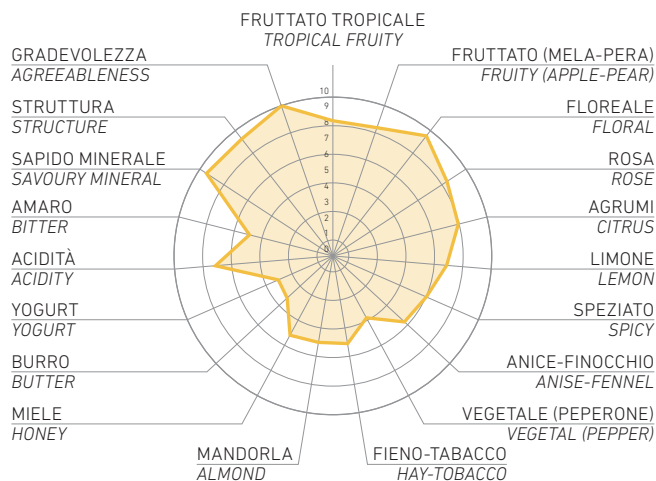 FRUTTATO TROPICALE
TROPICAL FRUITY
GRADEVOLEZZA
AGREEABLENESS
FRUTTATO (MELA-PERA)
FRUITY (APPLE-PEAR)
STRUTTURA
STRUCTURE
FLOREALE
FLORAL
SAPIDO MINERALE
SAVOURY MINERAL
ROSA
ROSE
AMARO
BITTER
AGRUMI
CITRUS
ACIDITÀ
ACIDITY
LIMONE
LEMON
YOGURT
YOGURT
SPEZIATO
SPICY
BURRO
BUTTER
ANICE-FINOCCHIO
ANISE-FENNEL
MIELE
HONEY
VEGETALE (PEPERONE)
VEGETAL (PEPPER)
MANDORLA
ALMOND
FIENO-TABACCO
HAY-TOBACCO
10
9
8
7
6
5
4
3
2
1
0